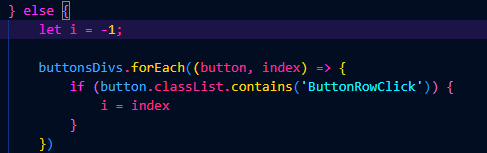 } else {
let i = -1;
buttonsDivs.forEach((button, index) => {
if (button.classList.contains('ButtonRowClick')) {
i = index
}
})